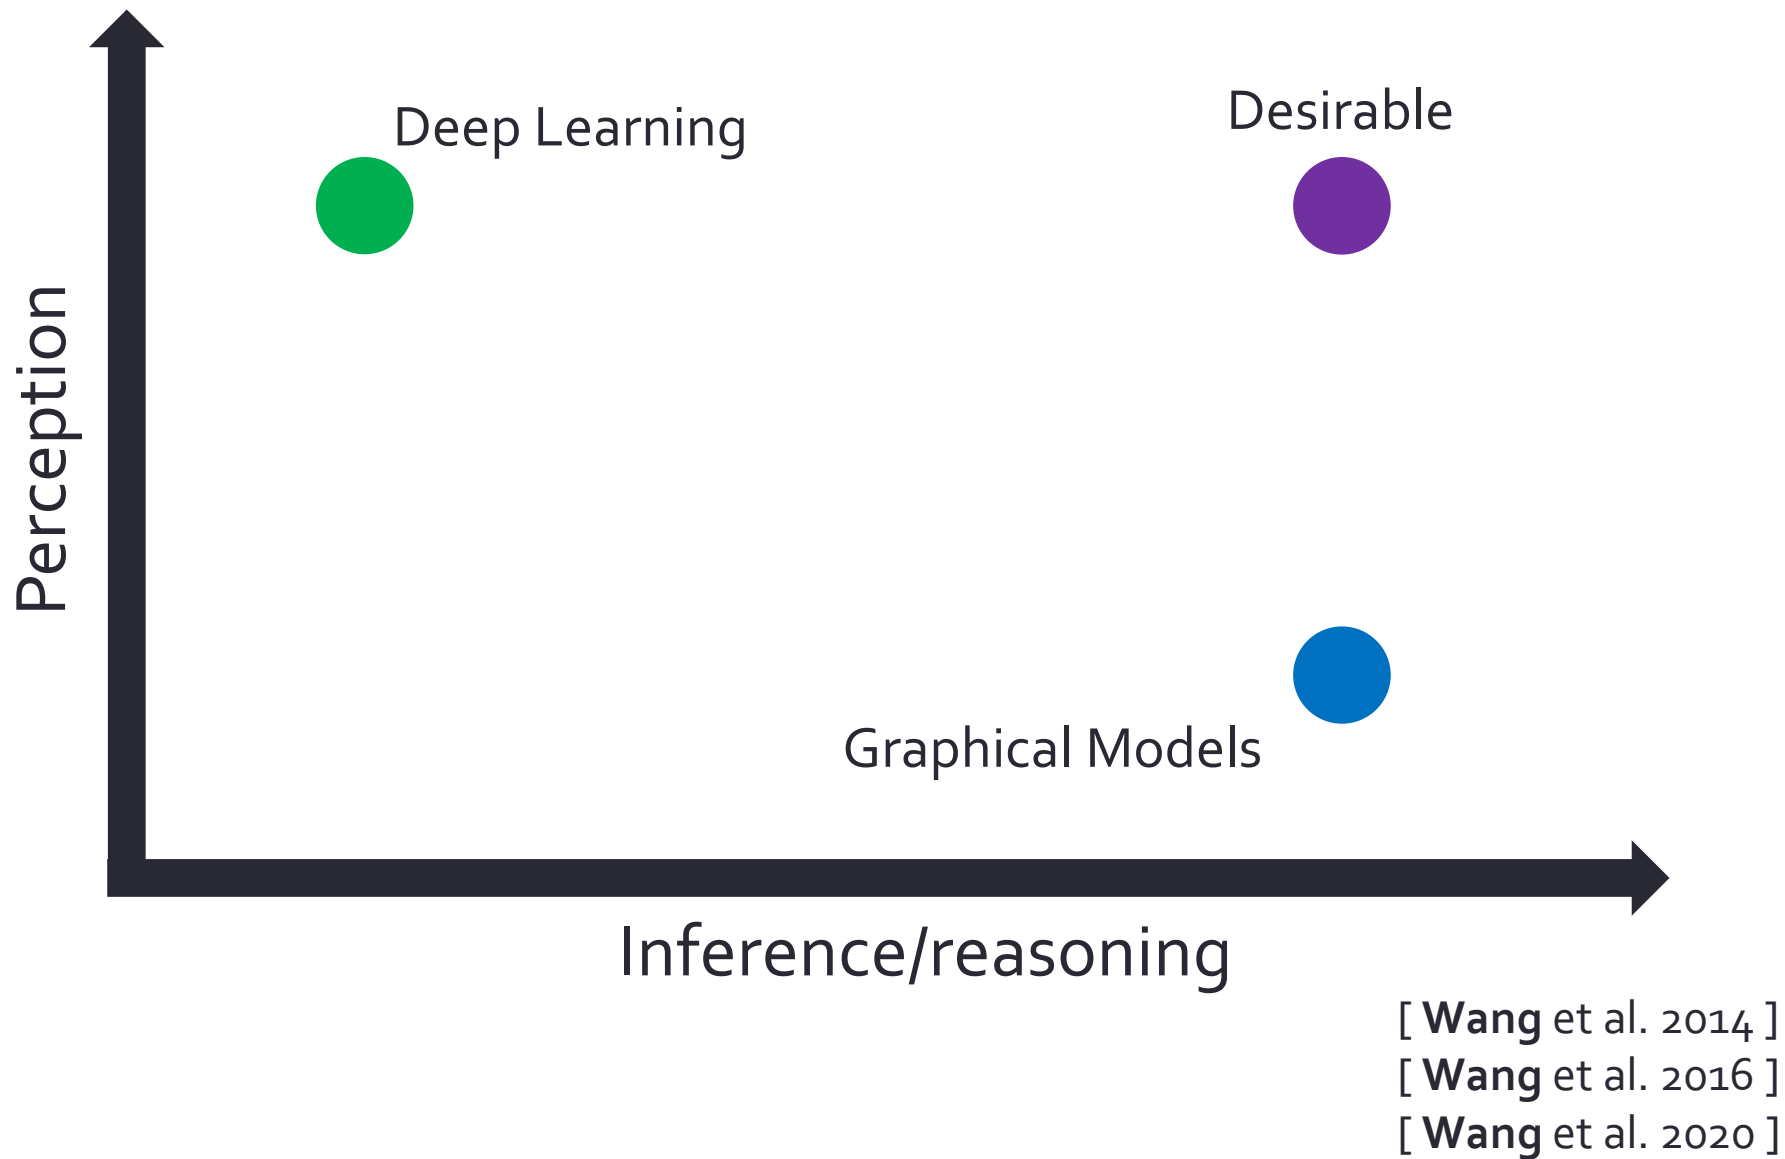 Deep Learning
Desirable
Perception
Graphical Models
Inference/reasoning
[ Wang et al. 2014 ]
[ Wang et al. 2016 ]
[ Wang et al. 2020 ]